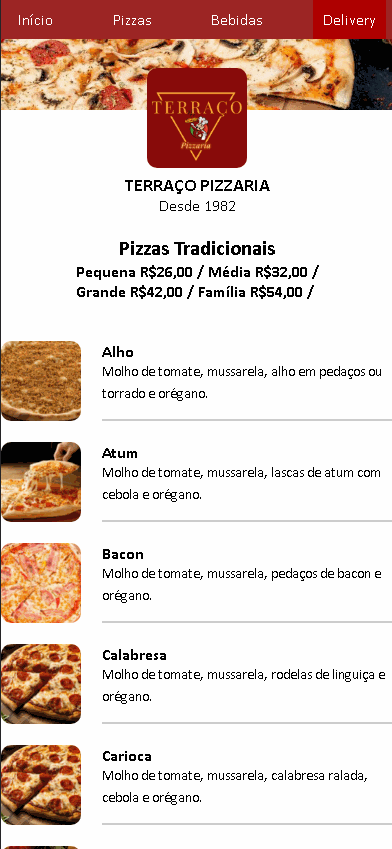 Início Pizzas Bebidas Delivery
TERRAÇO
Pizzaria
TERRAÇO PIZZARIA
Desde 1982
Pizzas Tradicionais
Pequena R$26,00 / Média R$32,00 /
Grande R$42,00 / Família R$54,00 /
Alho
Molho de tomate, mussarela, alho em pedaços ou
torrado e orégano.
Atum
Molho de tomate, mussarela, lascas de atum com
cebola e orégano.
Bacon
Molho de tomate, mussarela, pedaços de bacon e
orégano.
Calabresa
Molho de tomate, mussarela, rodelas de linguiça e
orégano.
Carioca
Molho de tomate, mussarela, calabresa ralada,
cebola e orégano.